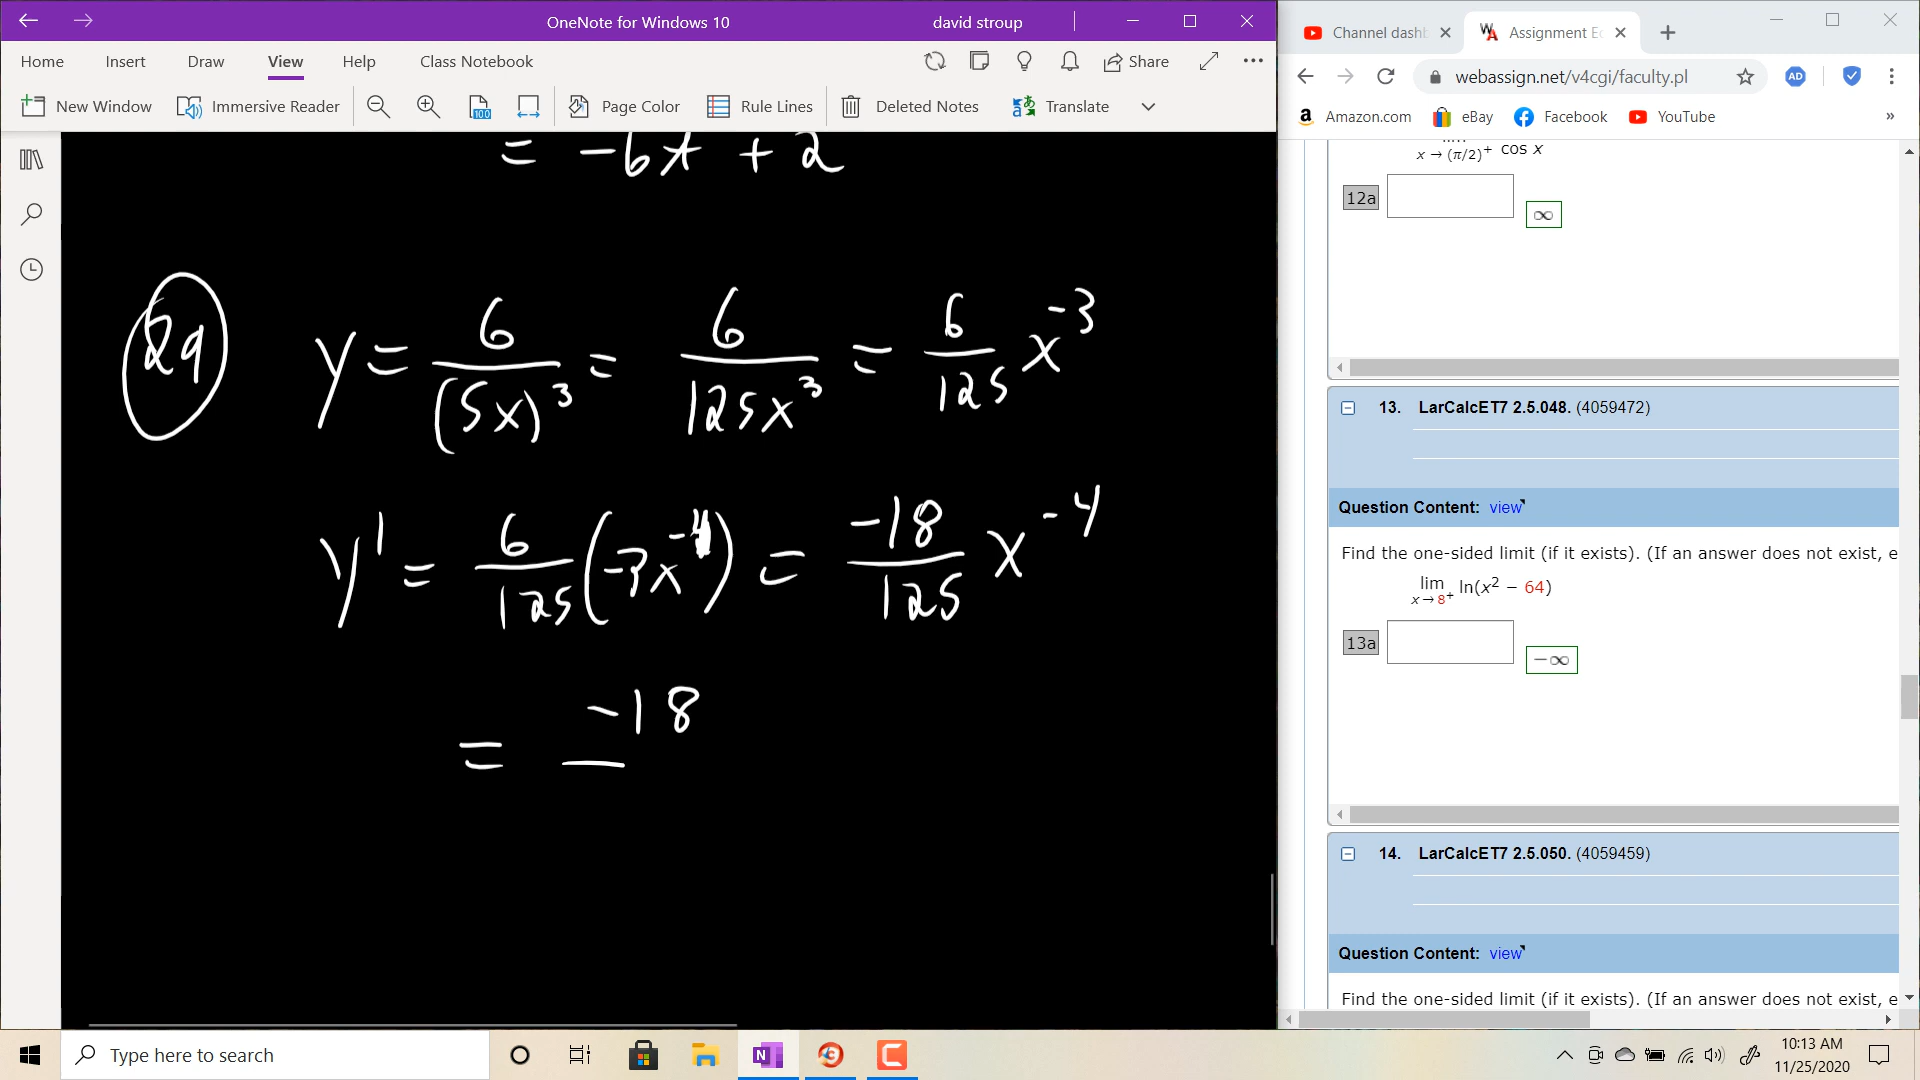 OneNote for Windows 10
david stroup
Home Insert Draw View Help Class Notebook
Share
New Window Immersive Reader Page Color Rule Lines Deleted Notes Translate
= -6x + 2
29 y = 6/(5x)^3 = 6/125x^3 = 6/125 x^-3
y' = 6/125 (-3x^-4) = -18/125 x^-4
= -18
Channel dashb
Assignment Ec
webassign.net/v4cgi/faculty.pl
Amazon.com eBay Facebook YouTube »
x → (π/2)+ cos x
12a
∞
13. LarCalcET7 2.5.048. (4059472)
Question Content: view
Find the one-sided limit (if it exists). (If an answer does not exist, e
lim x→8+ ln(x² − 64)
13a
−∞
14. LarCalcET7 2.5.050. (4059459)
Question Content: view
Find the one-sided limit (if it exists). (If an answer does not exist, e
Type here to search
10:13 AM
11/25/2020